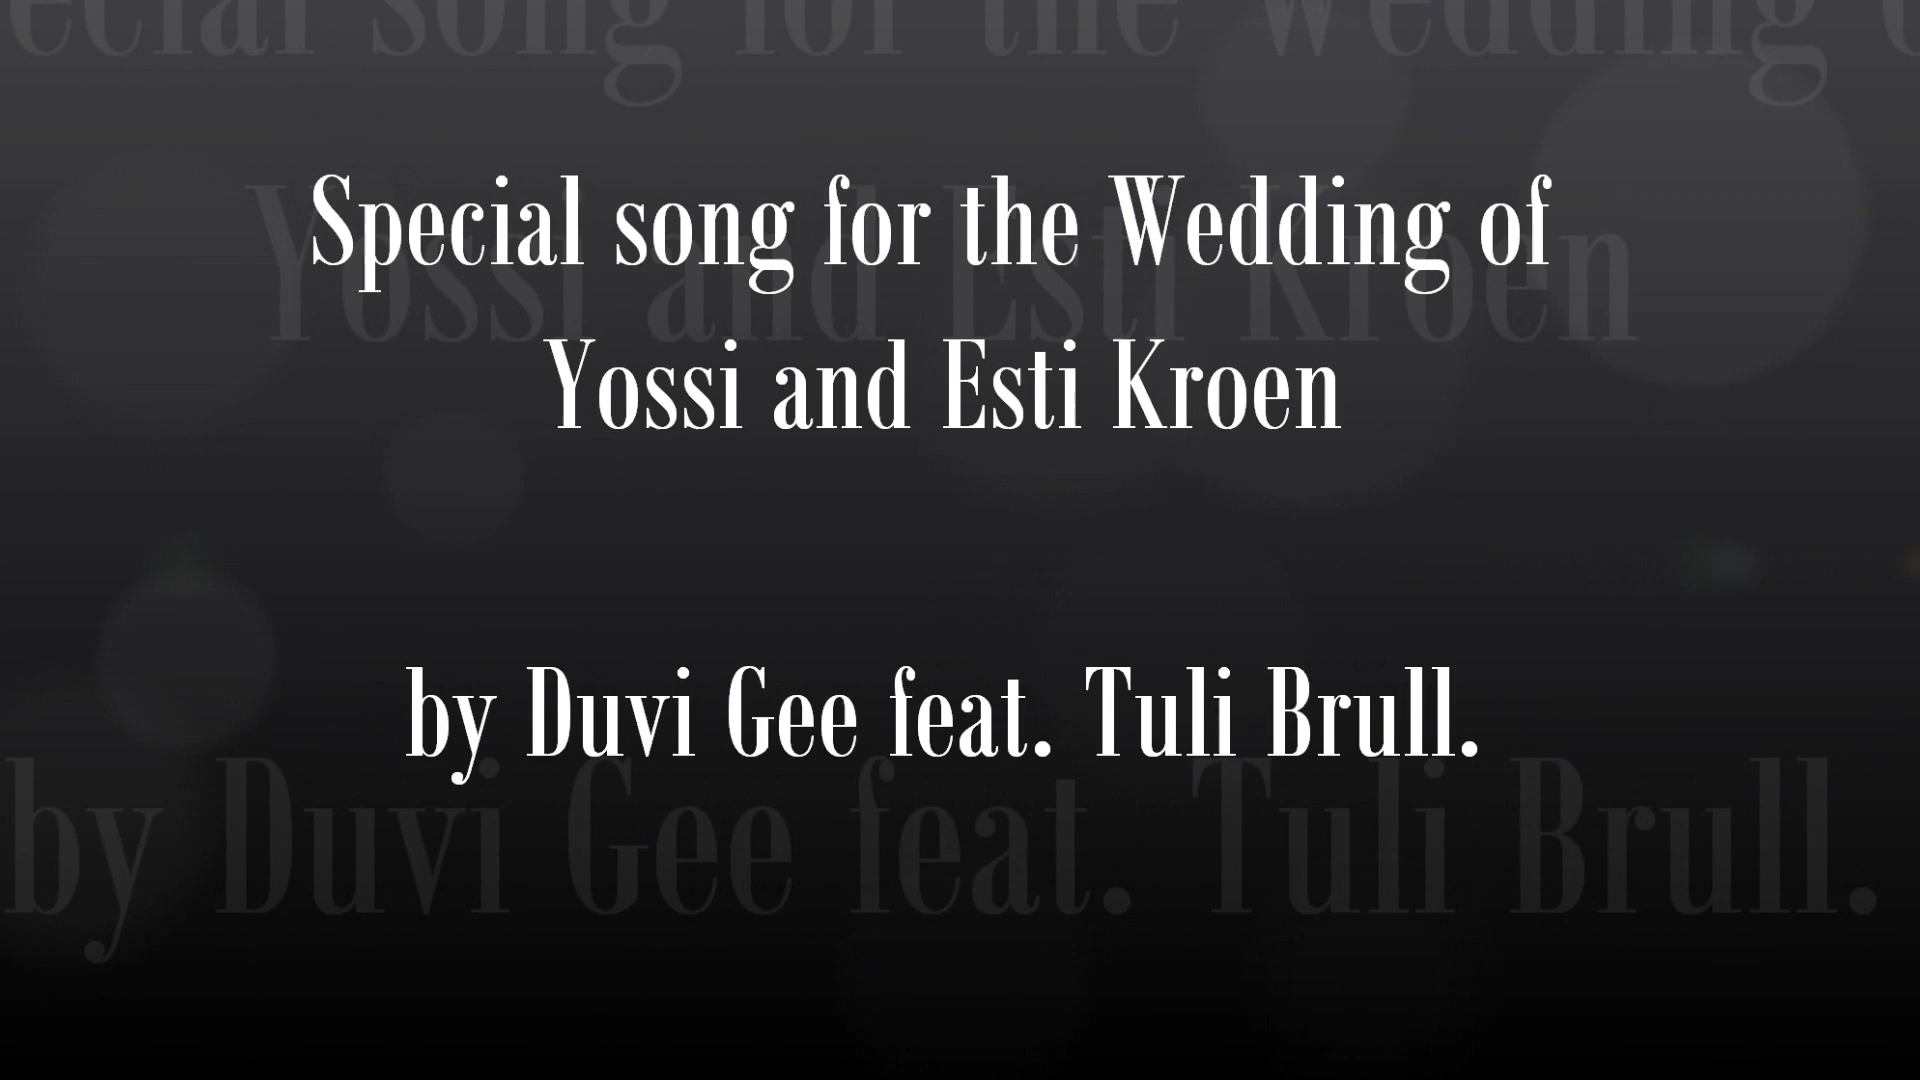 Special song for the Wedding of
Yossi and Esti Kroen
by Duvi Gee feat. Tuli Brull.